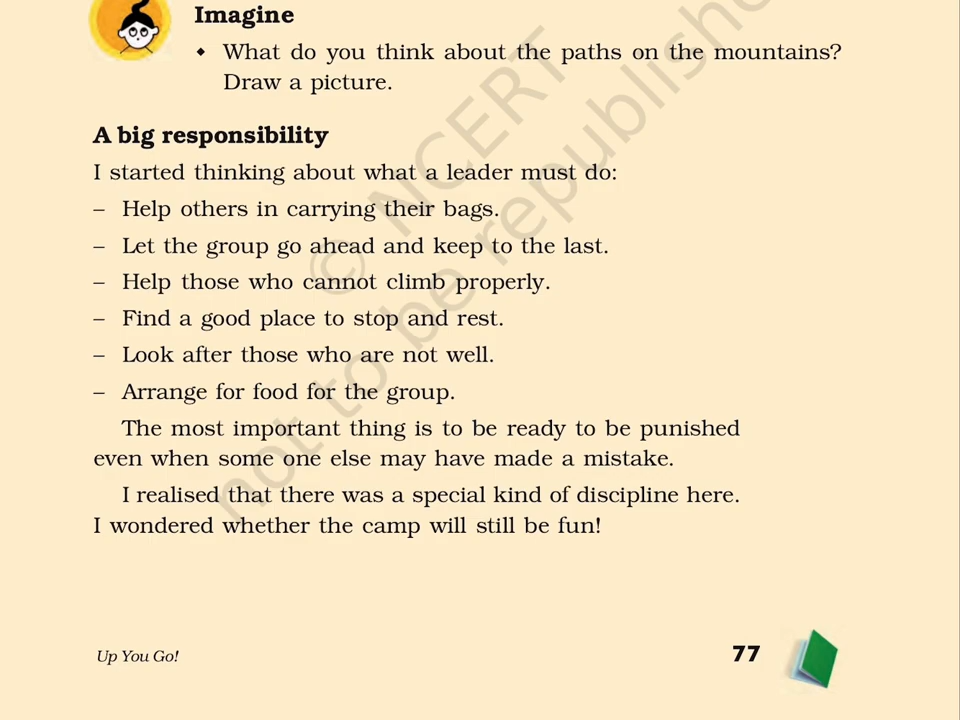 Imagine
◆ What do you think about the paths on the mountains?
Draw a picture.
A big responsibility
I started thinking about what a leader must do:
– Help others in carrying their bags.
– Let the group go ahead and keep to the last.
– Help those who cannot climb properly.
– Find a good place to stop and rest.
– Look after those who are not well.
– Arrange for food for the group.
The most important thing is to be ready to be punished
even when some one else may have made a mistake.
I realised that there was a special kind of discipline here.
I wondered whether the camp will still be fun!
Up You Go!
77
© NCERT
not to be republished